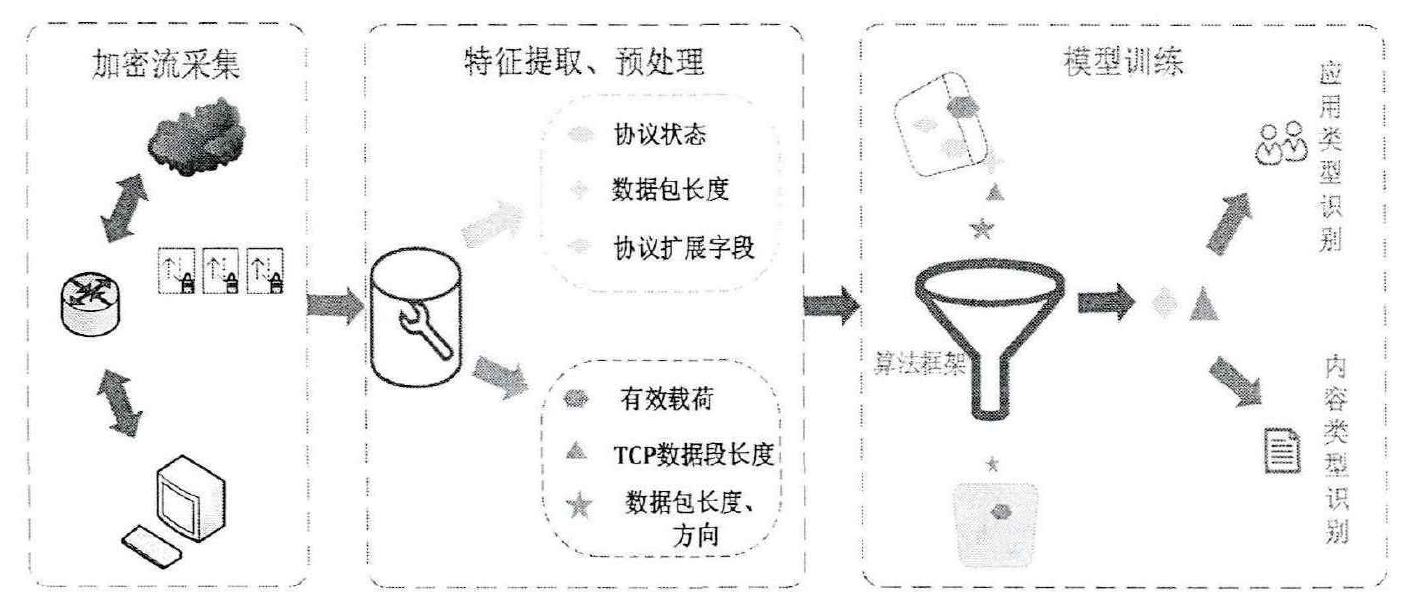 加密流采集
特征提取、预处理
协议状态
数据包长度
协议扩展字段
有效载荷
TCP数据段长度
数据包长度、
方向
模型训练
算法框架
应用类型识别
内容类型识别